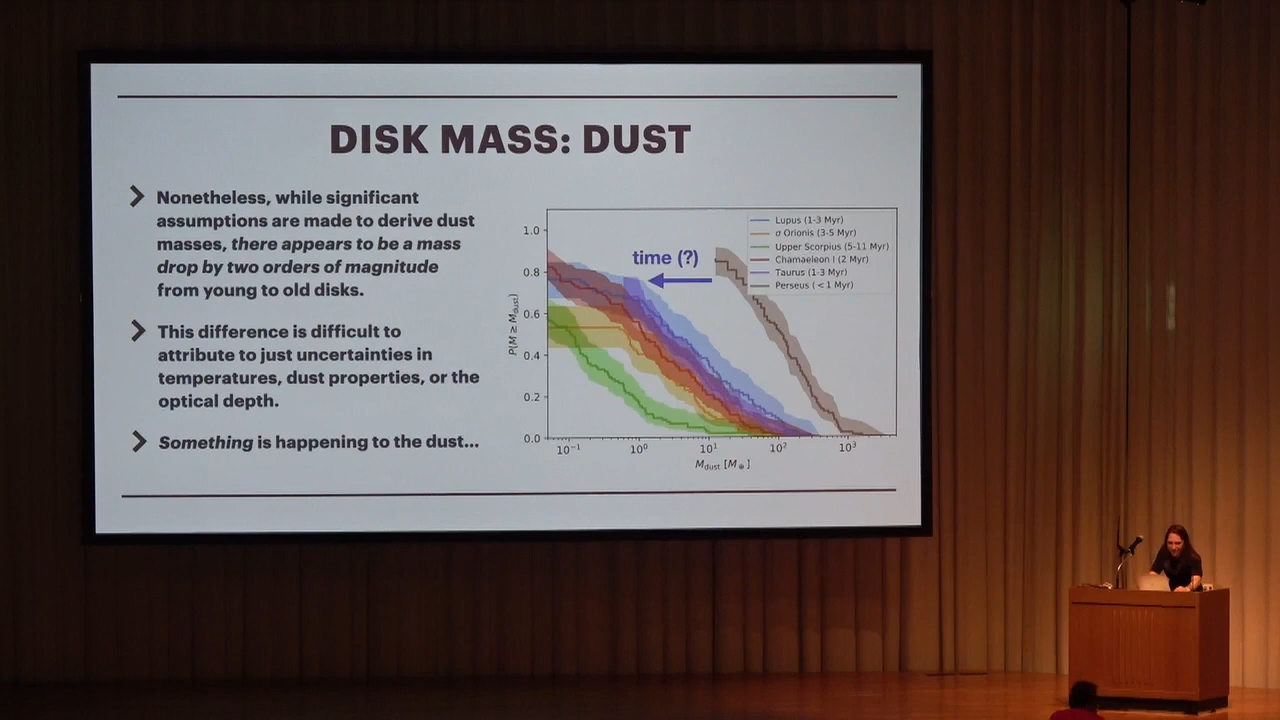 DISK MASS: DUST
Nonetheless, while significant
assumptions are made to derive dust
masses, there appears to be a mass
drop by two orders of magnitude
from young to old disks.
This difference is difficult to
attribute to just uncertainties in
temperatures, dust properties, or the
optical depth.
Something is happening to the dust...
time (?)
Lupus (1-3 Myr)
σ Orionis (3-5 Myr)
Upper Scorpius (5-11 Myr)
Chamaeleon I (2 Myr)
Taurus (1-3 Myr)
Perseus ( < 1 Myr)
P(M ≥ M_dust)
1.0
0.8
0.6
0.4
0.2
0.0
10⁻¹ 10⁰ 10¹ 10² 10³
M_dust [M_⊕]